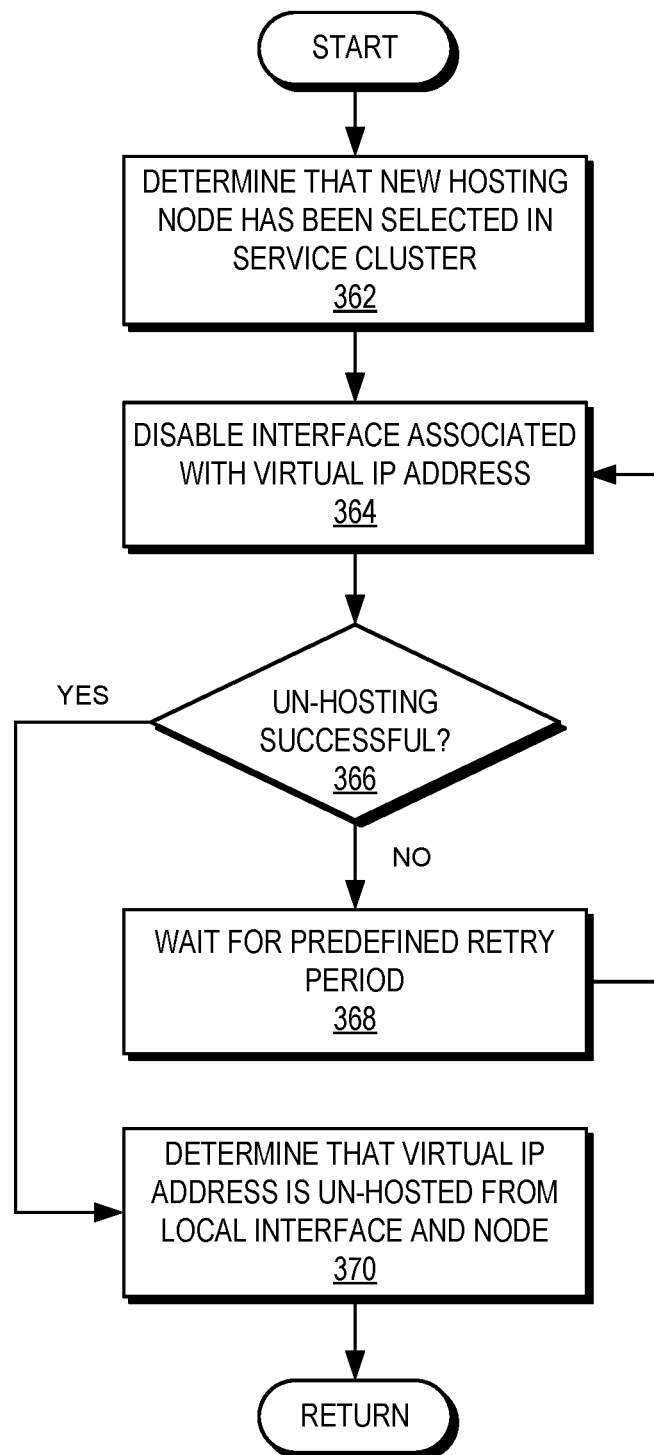 START
DETERMINE THAT NEW HOSTING
NODE HAS BEEN SELECTED IN
SERVICE CLUSTER
362
DISABLE INTERFACE ASSOCIATED
WITH VIRTUAL IP ADDRESS
364
YES
UN-HOSTING
SUCCESSFUL?
366
NO
WAIT FOR PREDEFINED RETRY
PERIOD
368
DETERMINE THAT VIRTUAL IP
ADDRESS IS UN-HOSTED FROM
LOCAL INTERFACE AND NODE
370
RETURN